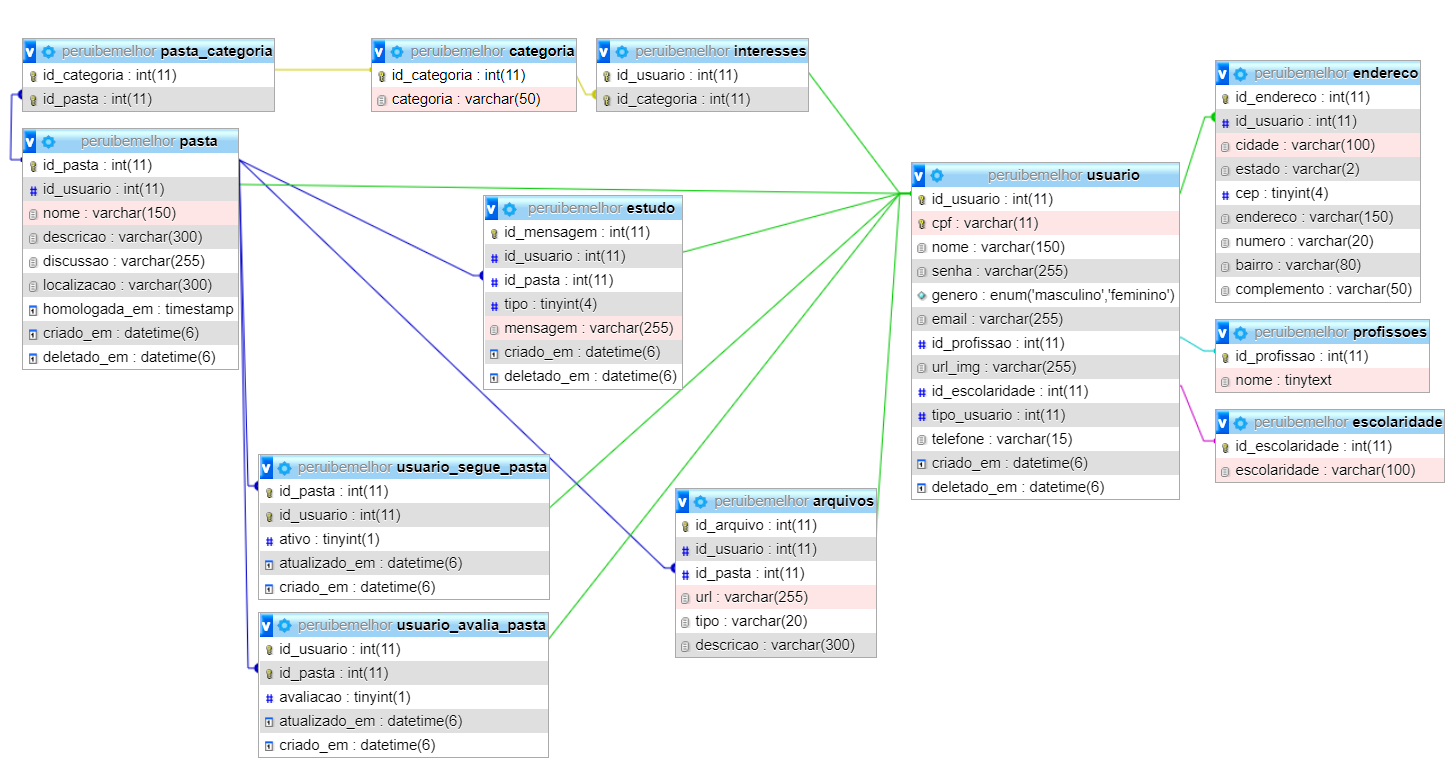 peruibemelhor pasta_categoria
id_categoria : int(11)
id_pasta : int(11)
peruibemelhor categoria
id_categoria : int(11)
categoria : varchar(50)
peruibemelhor interesses
id_usuario : int(11)
id_categoria : int(11)
peruibemelhor endereco
id_endereco : int(11)
id_usuario : int(11)
cidade : varchar(100)
estado : varchar(2)
cep : tinyint(4)
endereco : varchar(150)
numero : varchar(20)
bairro : varchar(80)
complemento : varchar(50)
peruibemelhor pasta
id_pasta : int(11)
id_usuario : int(11)
nome : varchar(150)
descricao : varchar(300)
discussao : varchar(255)
localizacao : varchar(300)
homologada_em : timestamp
criado_em : datetime(6)
deletado_em : datetime(6)
peruibemelhor estudo
id_mensagem : int(11)
id_usuario : int(11)
id_pasta : int(11)
tipo : tinyint(4)
mensagem : varchar(255)
criado_em : datetime(6)
deletado_em : datetime(6)
peruibemelhor usuario
id_usuario : int(11)
cpf : varchar(11)
nome : varchar(150)
senha : varchar(255)
genero : enum('masculino','feminino')
email : varchar(255)
id_profissao : int(11)
url_img : varchar(255)
id_escolaridade : int(11)
tipo_usuario : int(11)
telefone : varchar(15)
criado_em : datetime(6)
deletado_em : datetime(6)
peruibemelhor profissoes
id_profissao : int(11)
nome : tinytext
peruibemelhor escolaridade
id_escolaridade : int(11)
escolaridade : varchar(100)
peruibemelhor usuario_segue_pasta
id_pasta : int(11)
id_usuario : int(11)
ativo : tinyint(1)
atualizado_em : datetime(6)
criado_em : datetime(6)
peruibemelhor arquivos
id_arquivo : int(11)
id_usuario : int(11)
id_pasta : int(11)
url : varchar(255)
tipo : varchar(20)
descricao : varchar(300)
peruibemelhor usuario_avalia_pasta
id_usuario : int(11)
id_pasta : int(11)
avaliacao : tinyint(1)
atualizado_em : datetime(6)
criado_em : datetime(6)